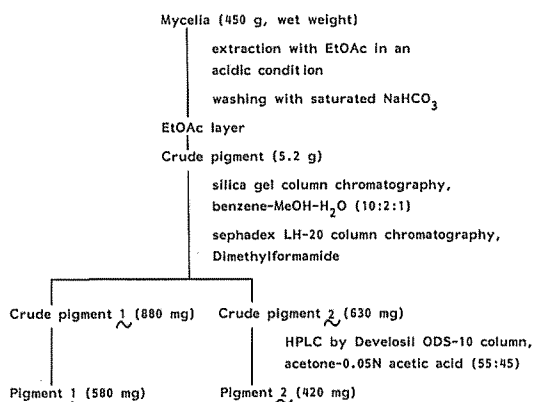 Mycelia (450 g, wet weight)
extraction with EtOAc in an
acidic condition
washing with saturated NaHCO3
EtOAc layer
Crude pigment (5.2 g)
silica gel column chromatography,
benzene-MeOH-H2O (10:2:1)
sephadex LH-20 column chromatography,
Dimethylformamide
Crude pigment 1 (880 mg)
Crude pigment 2 (630 mg)
HPLC by Develosil ODS-10 column,
acetone-0.05N acetic acid (55:45)
Pigment 1 (580 mg)
Pigment 2 (420 mg)